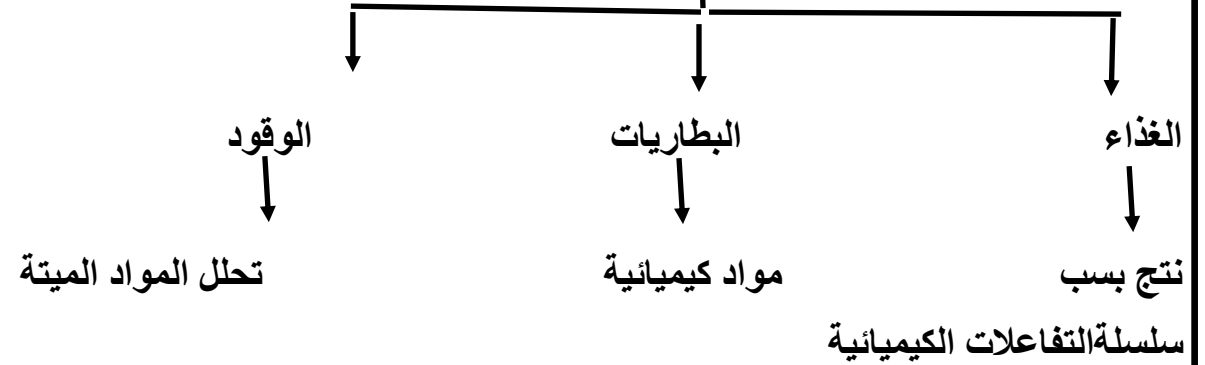 الغذاء البطاريات الوقود
نتج بسب مواد كيميائية تحلل المواد الميتة
سلسلةالتفاعلات الكيميائية